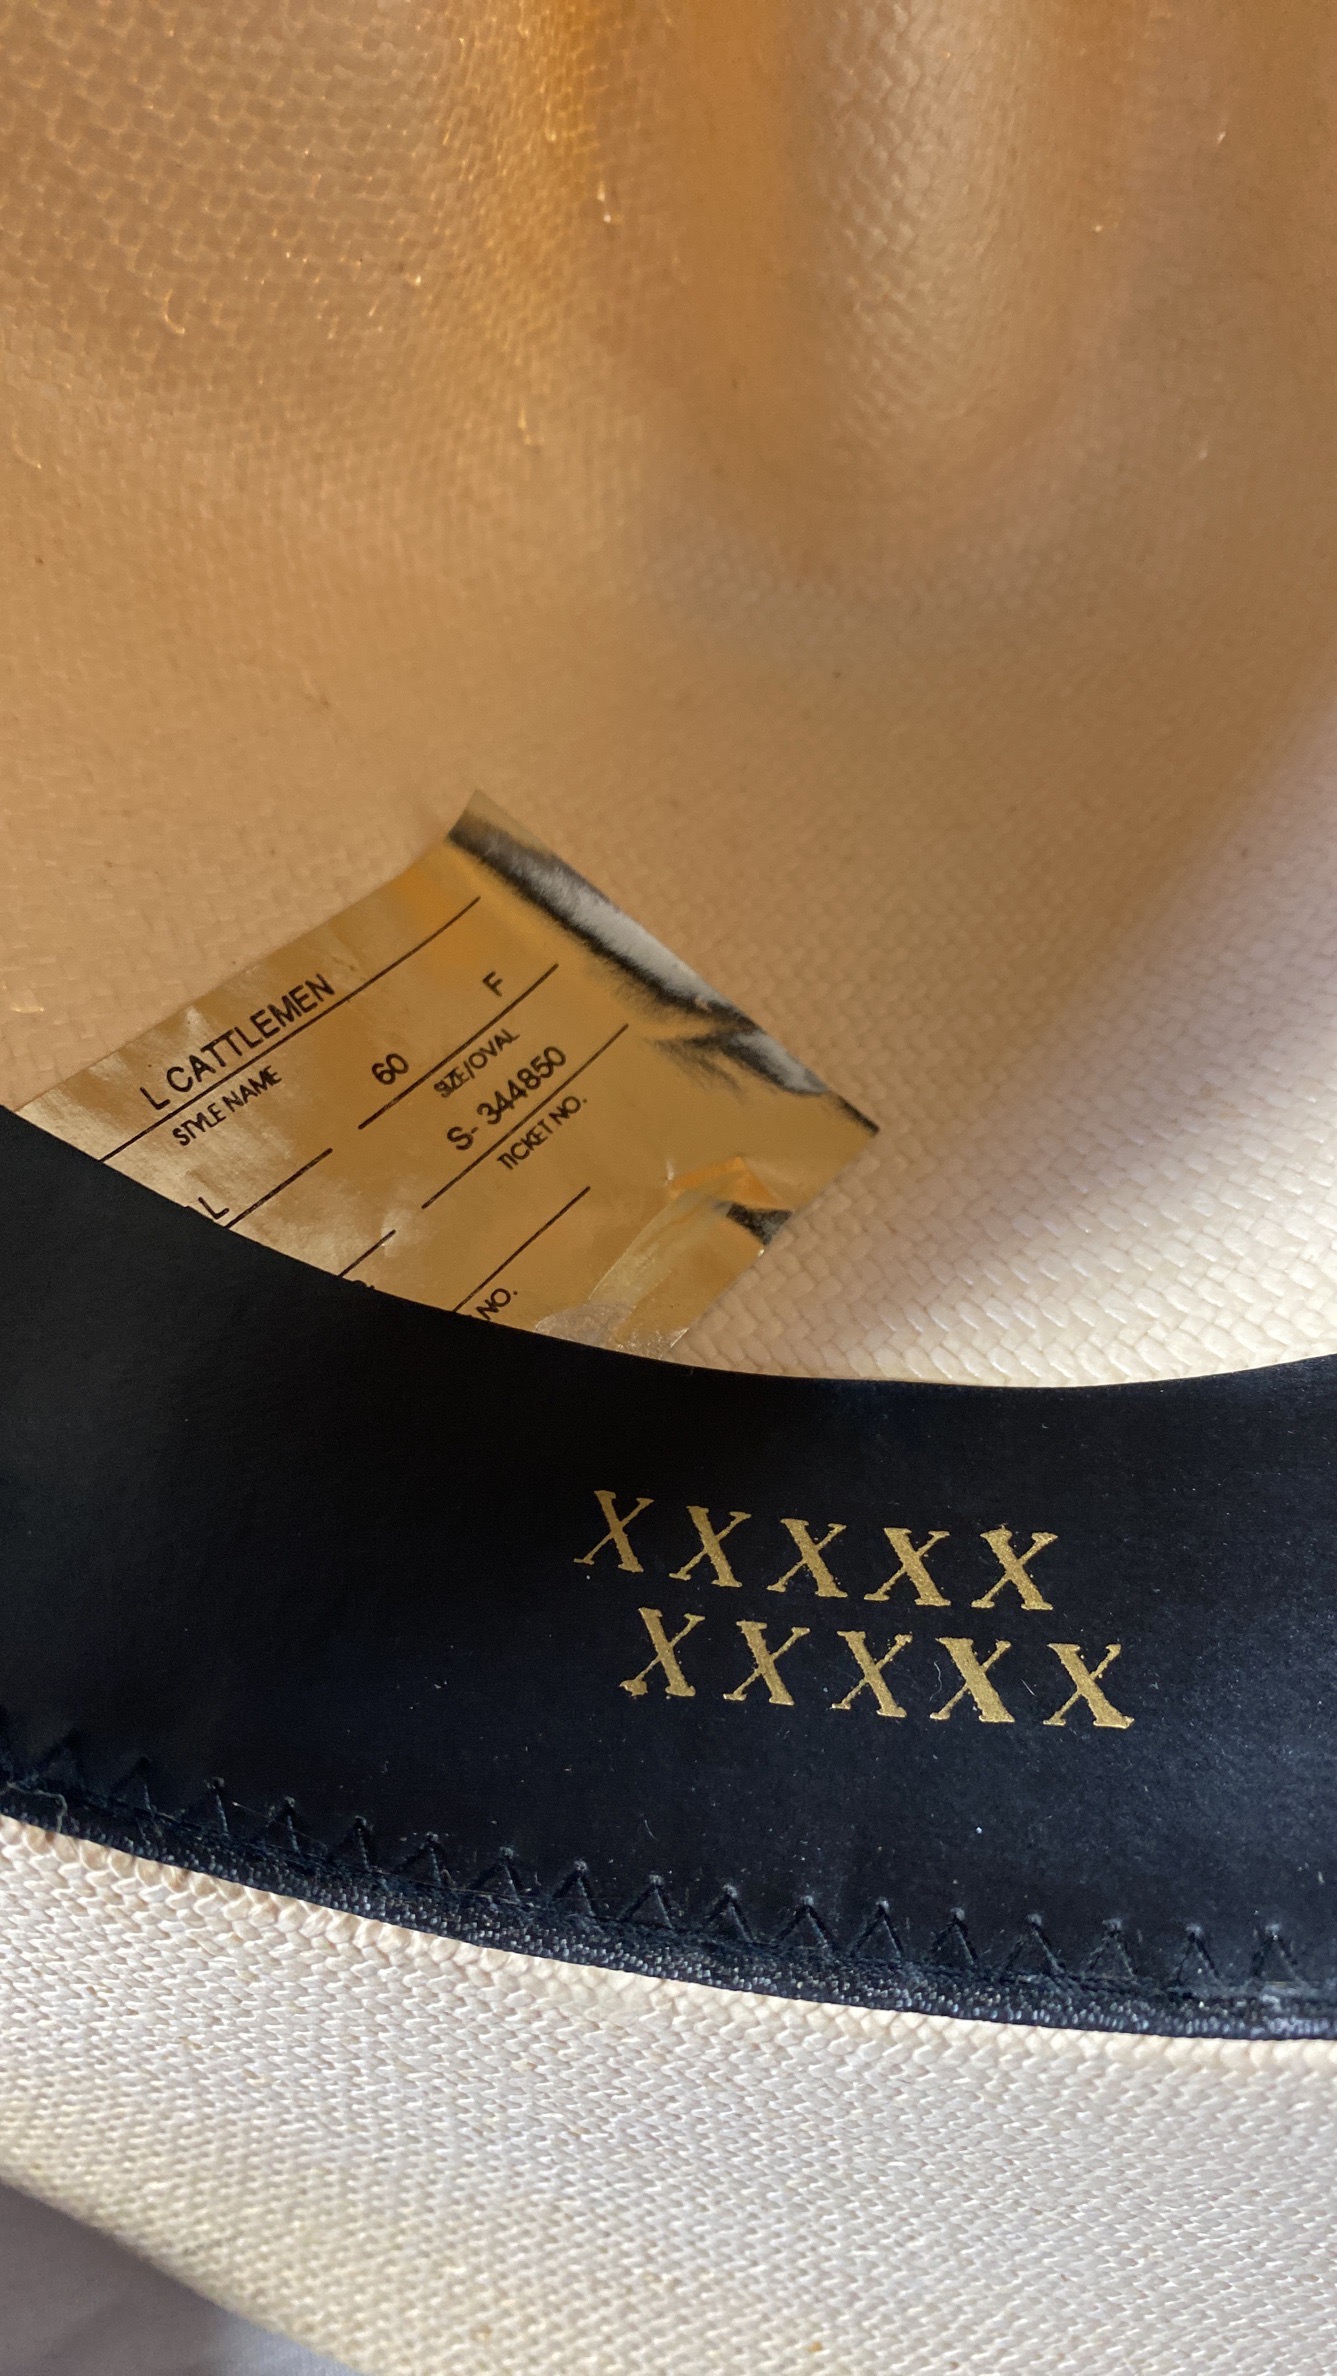 L CATTLEMEN
STYLE NAME
60 F
SIZE/OVAL
L
S- 344850
TICKET NO.
NO.
XXXXX
XXXXX